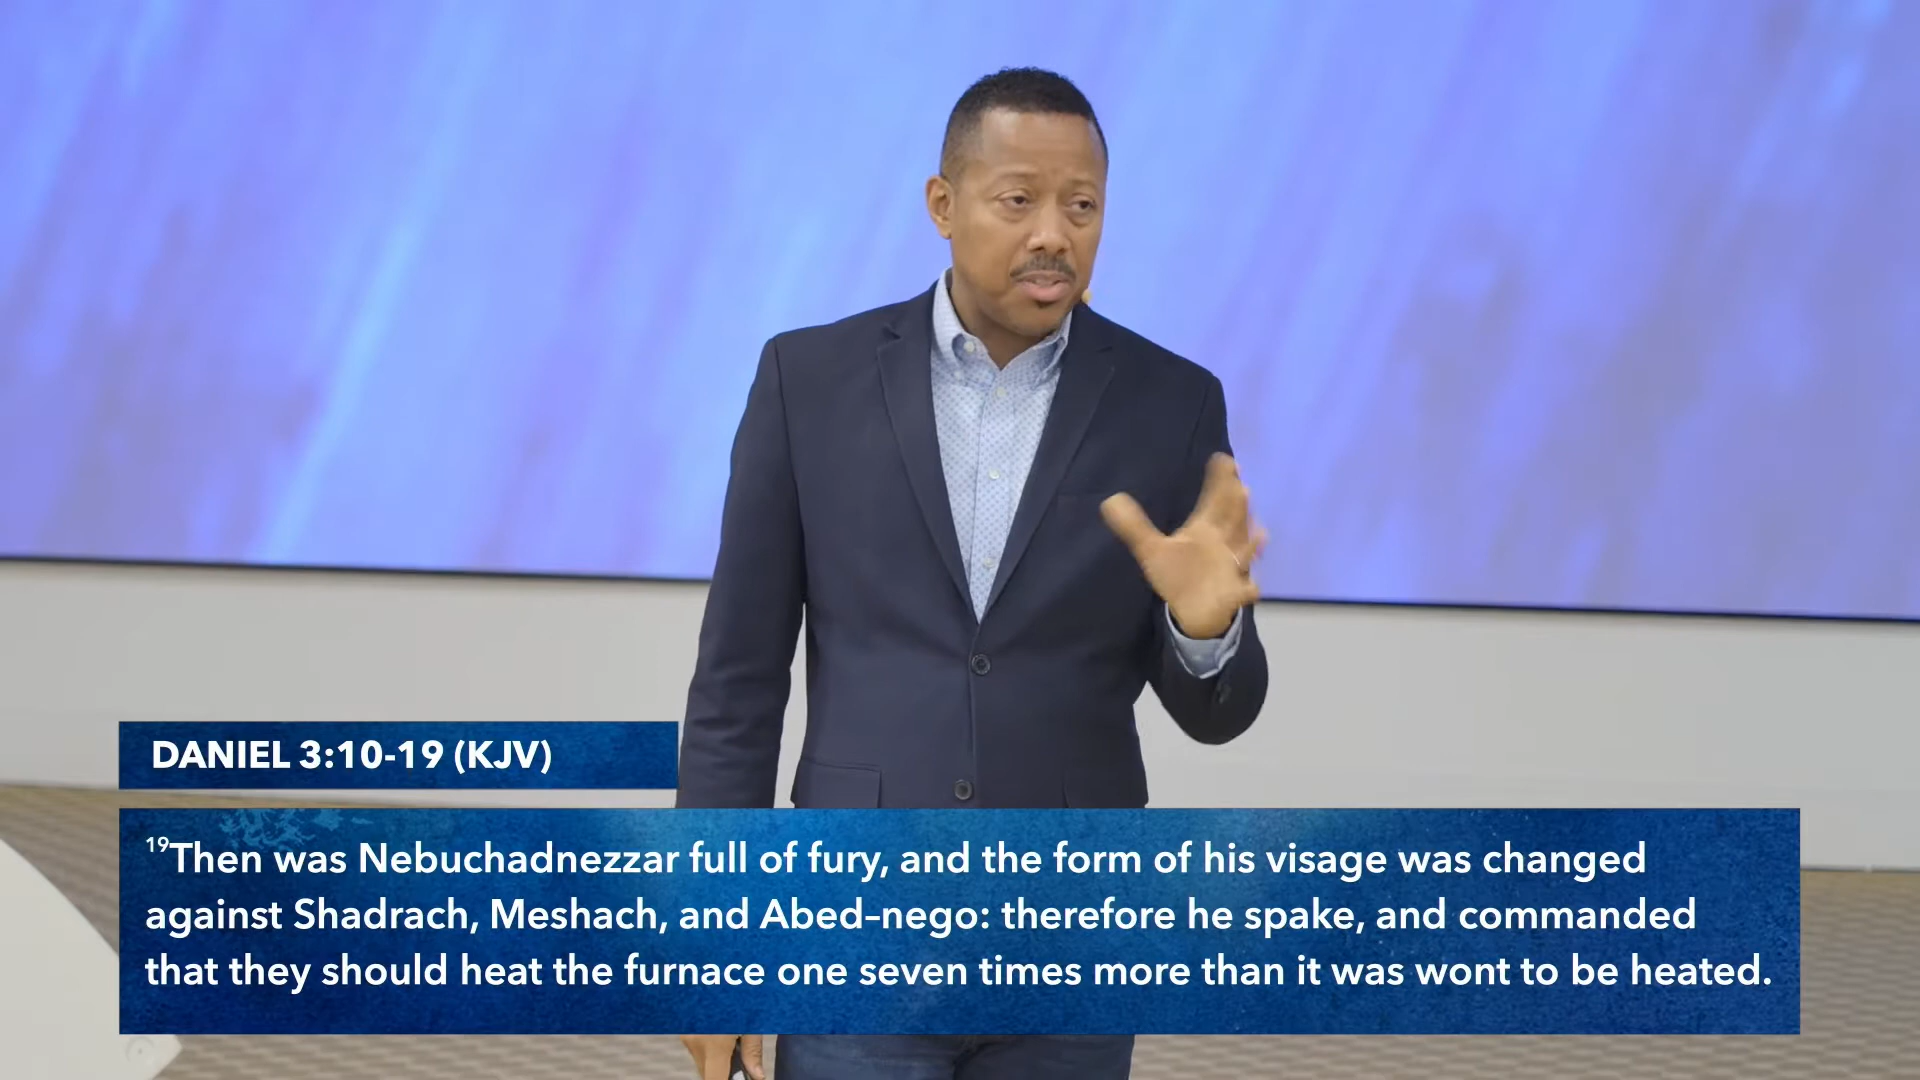 DANIEL 3:10-19 (KJV)
19Then was Nebuchadnezzar full of fury, and the form of his visage was changed
against Shadrach, Meshach, and Abed–nego: therefore he spake, and commanded
that they should heat the furnace one seven times more than it was wont to be heated.